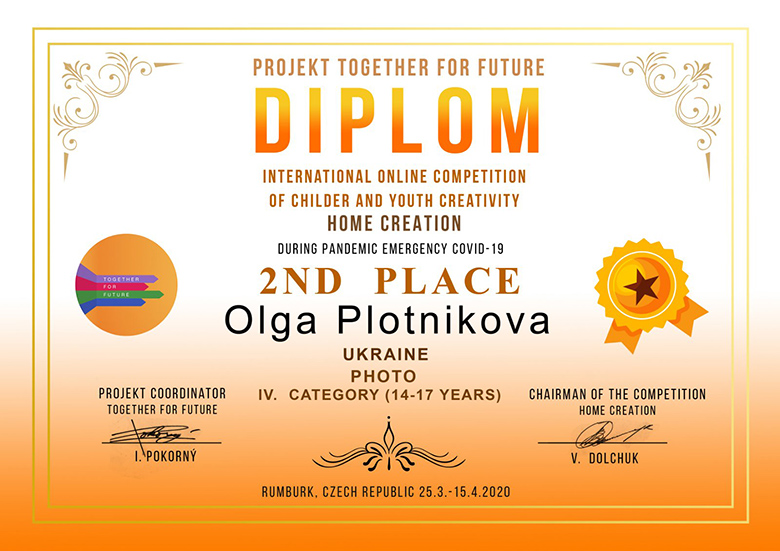 PROJEKT TOGETHER FOR FUTURE
DIPLOM
INTERNATIONAL ONLINE COMPETITION
OF CHILDER AND YOUTH CREATIVITY
HOME CREATION
DURING PANDEMIC EMERGENCY COVID-19
2ND PLACE
TOGETHER
FOR
FUTURE
Olga Plotnikova
UKRAINE
PHOTO
IV. CATEGORY (14-17 YEARS)
PROJEKT COORDINATOR
TOGETHER FOR FUTURE
I. POKORNÝ
CHAIRMAN OF THE COMPETITION
HOME CREATION
V. DOLCHUK
RUMBURK, CZECH REPUBLIC 25.3.-15.4.2020